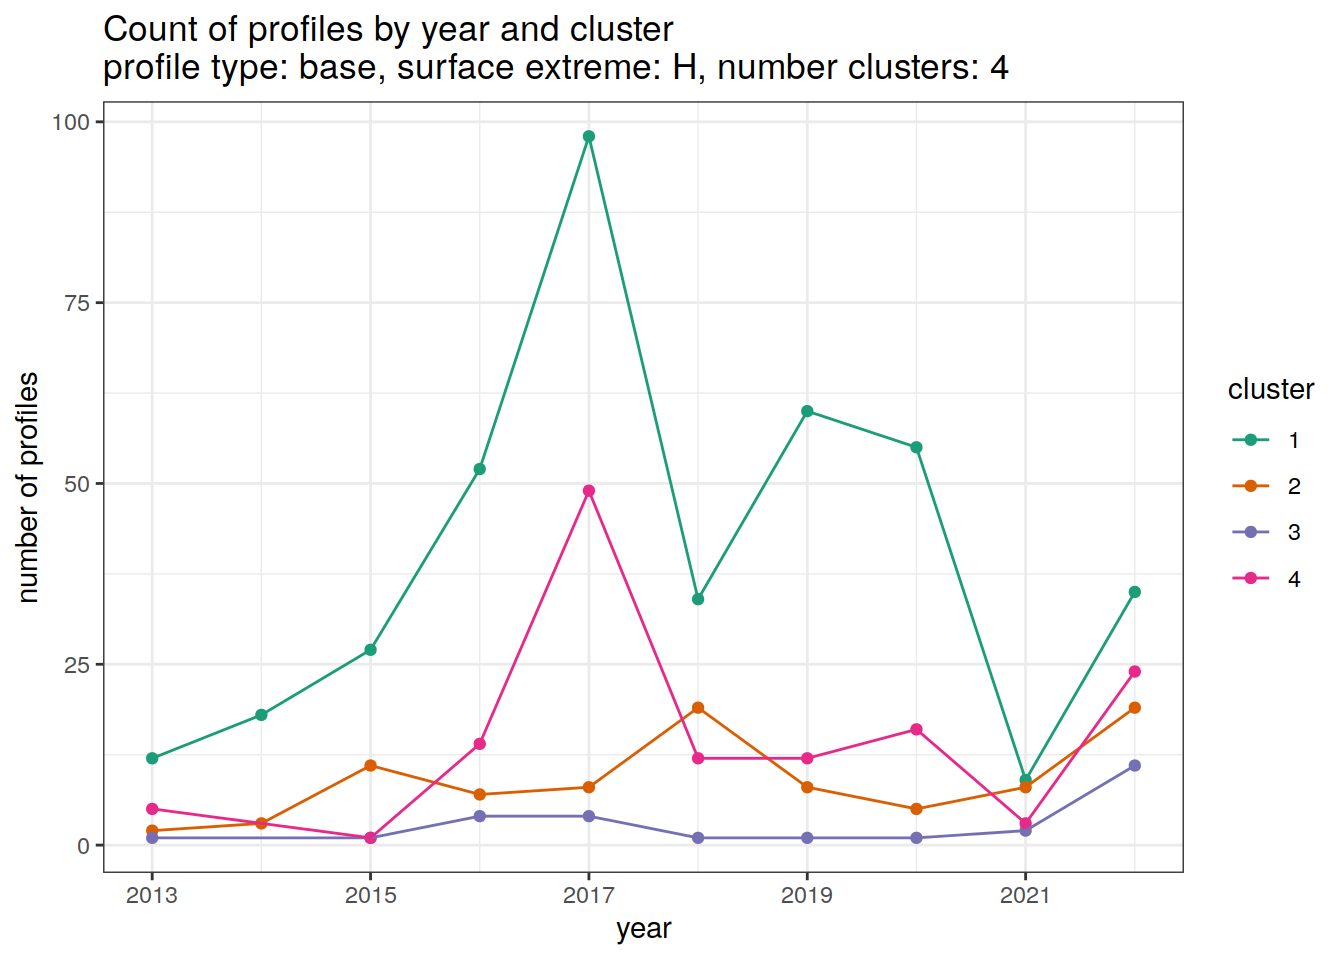 Count of profiles by year and cluster
profile type: base, surface extreme: H, number clusters: 4
100
75
50
25
0
number of profiles
2013 2015 2017 2019 2021
year
cluster
1
2
3
4